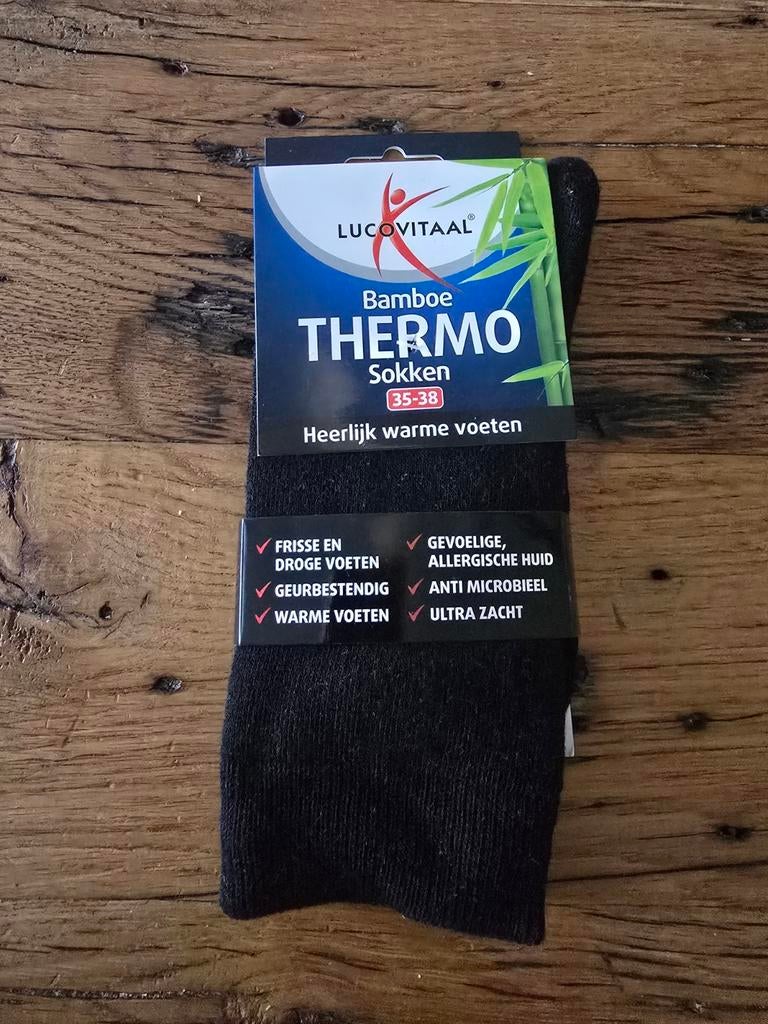 LUCOVITAAL®
Bamboe
THERMO
Sokken
35-38
Heerlijk warme voeten
FRISSE EN
DROGE VOETEN
GEURBESTENDIG
WARME VOETEN
GEVOELIGE,
ALLERGISCHE HUID
ANTI MICROBIEEL
ULTRA ZACHT